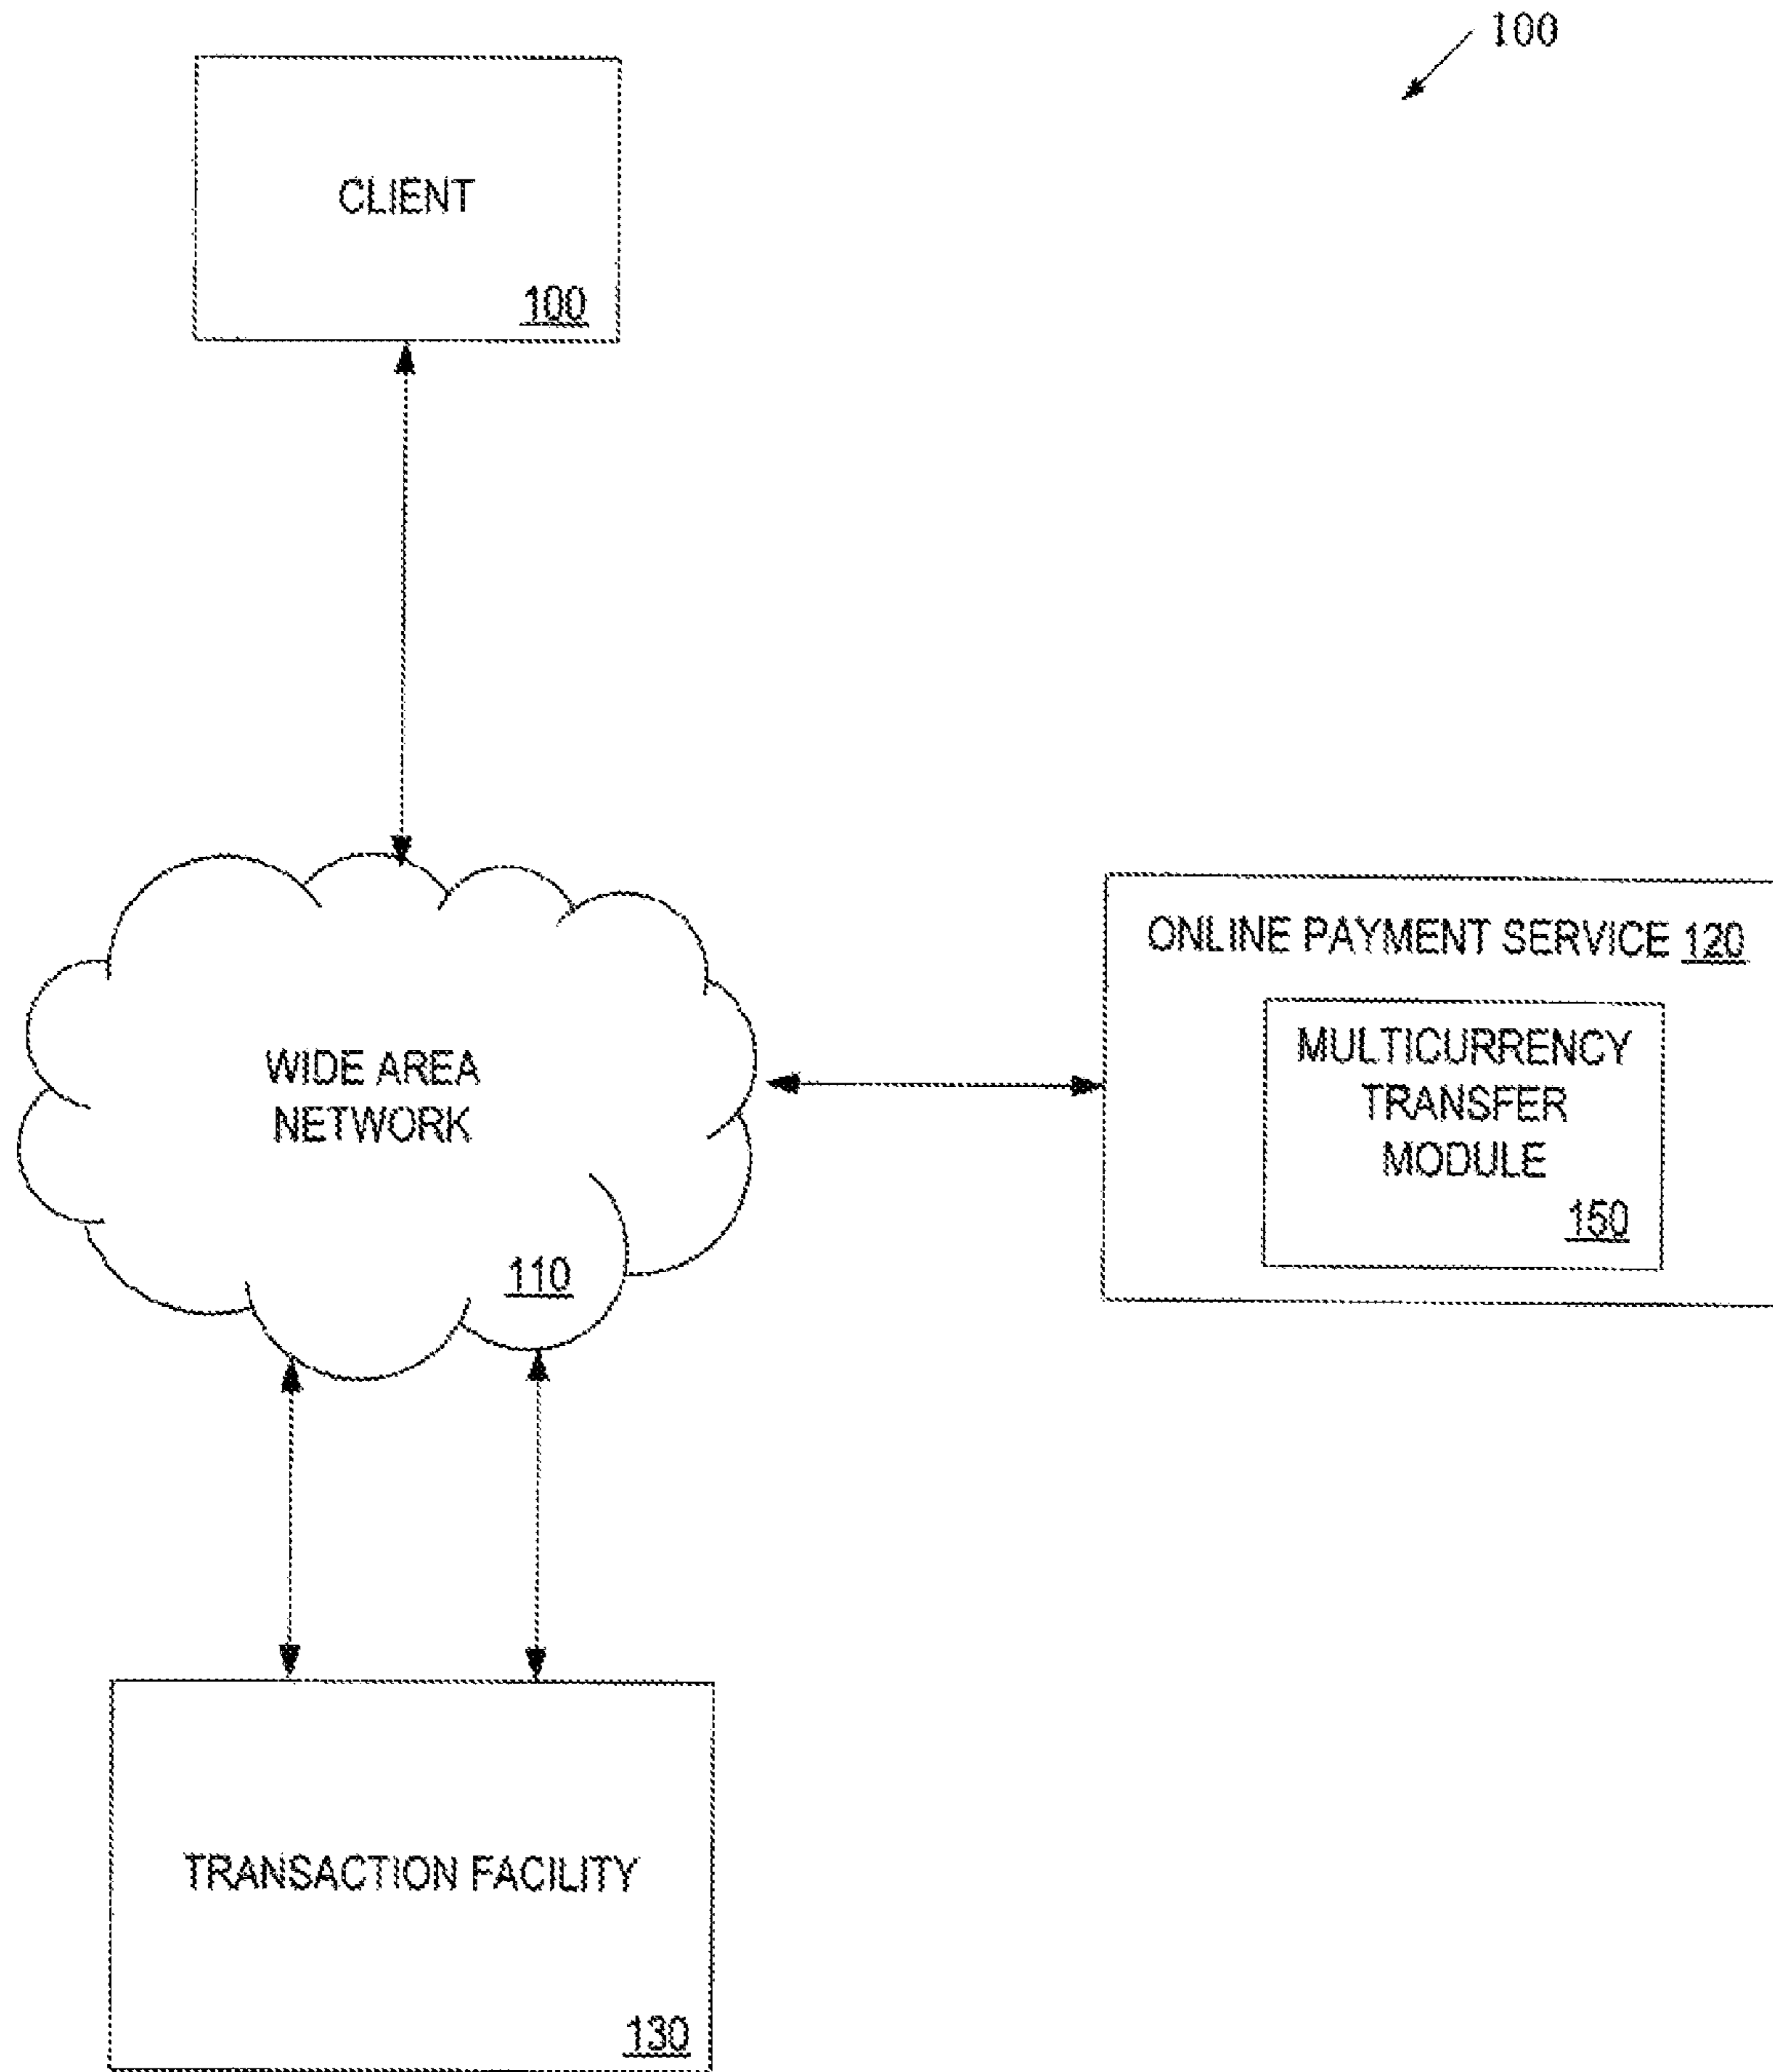 100
CLIENT
100
WIDE AREA
NETWORK
110
ONLINE PAYMENT SERVICE 120
MULTICURRENCY
TRANSFER
MODULE
150
TRANSACTION FACILITY
130